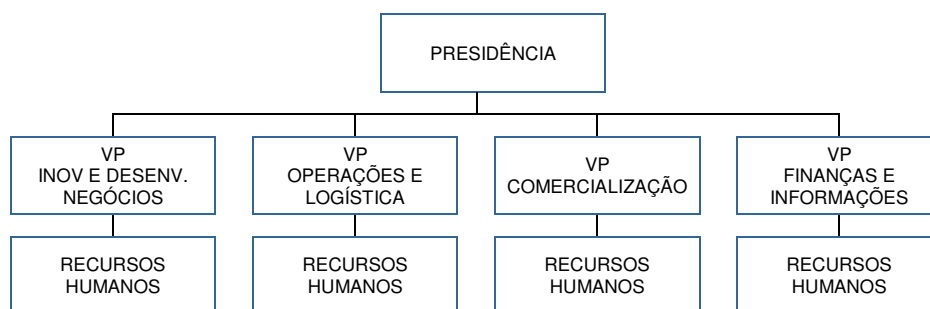 PRESIDÊNCIA
VP
INOV E DESENV.
NEGÓCIOS
VP
OPERAÇÕES E
LOGÍSTICA
VP
COMERCIALIZAÇÃO
VP
FINANÇAS E
INFORMAÇÕES
RECURSOS
HUMANOS
RECURSOS
HUMANOS
RECURSOS
HUMANOS
RECURSOS
HUMANOS